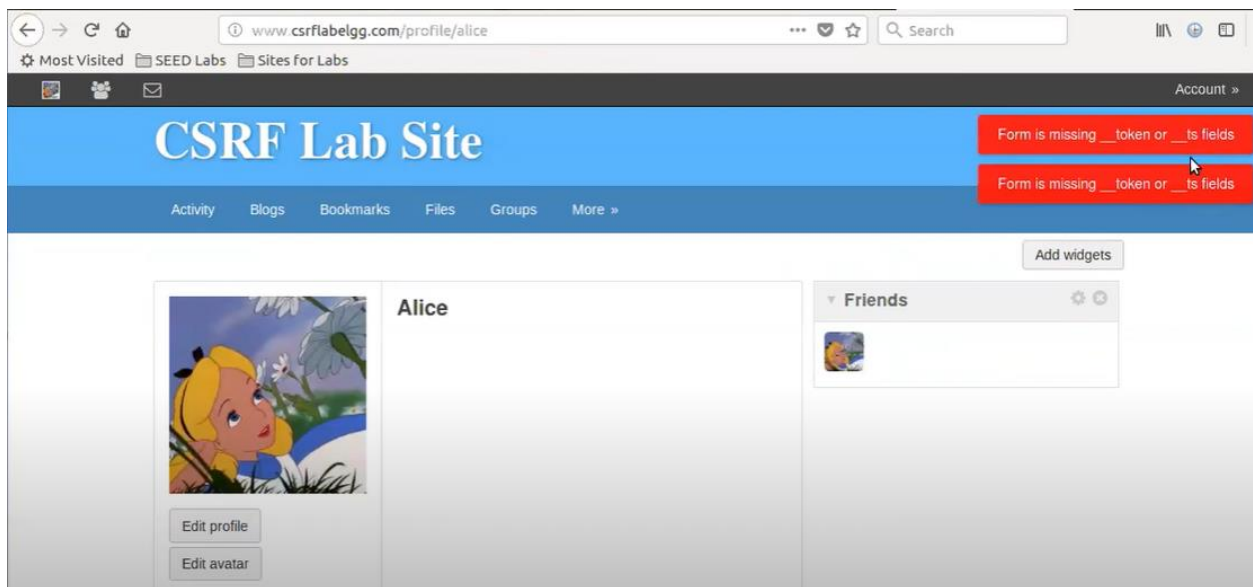 www.csrflabelgg.com/profile/alice
Search
Most Visited SEED Labs Sites for Labs
Account »
CSRF Lab Site
Form is missing __token or __ts fields
Form is missing __token or __ts fields
Activity Blogs Bookmarks Files Groups More »
Add widgets
Alice
Friends
Edit profile
Edit avatar